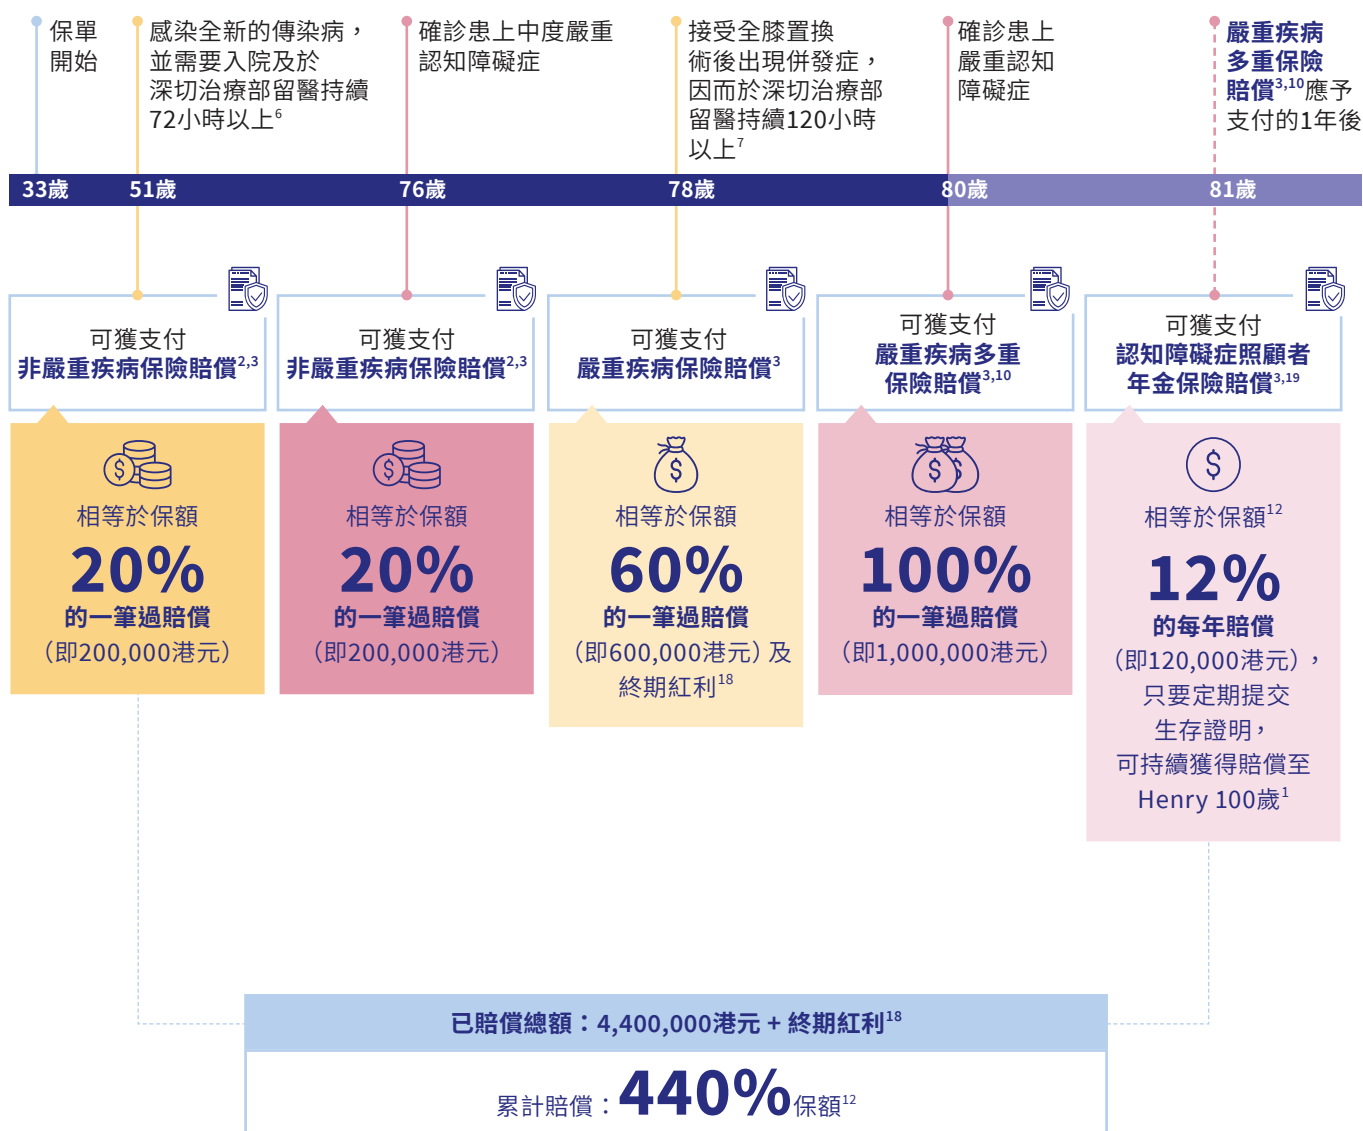 保單
開始
感染全新的傳染病，
並需要入院及於
深切治療部留醫持續
72小時以上6
確診患上中度嚴重
認知障礙症
接受全膝置換
術後出現併發症，
因而於深切治療部
留醫持續120小時
以上7
確診患上
嚴重認知
障礙症
嚴重疾病
多重保險
賠償3,10應予
支付的1年後
33歲
51歲
76歲
78歲
80歲
81歲
可獲支付
非嚴重疾病保險賠償2,3
可獲支付
非嚴重疾病保險賠償2,3
可獲支付
嚴重疾病保險賠償3
可獲支付
嚴重疾病多重
保險賠償3,10
可獲支付
認知障礙症照顧者
年金保險賠償3,19
$
相等於保額
20%
的一筆過賠償
（即200,000港元）
$
相等於保額
20%
的一筆過賠償
（即200,000港元）
$
相等於保額
60%
的一筆過賠償
（即600,000港元）及
終期紅利18
$ $
相等於保額
100%
的一筆過賠償
（即1,000,000港元）
$
相等於保額12
12%
的每年賠償
（即120,000港元），
只要定期提交
生存證明，
可持續獲得賠償至
Henry 100歲1
已賠償總額：4,400,000港元 + 終期紅利18
累計賠償：440%保額12